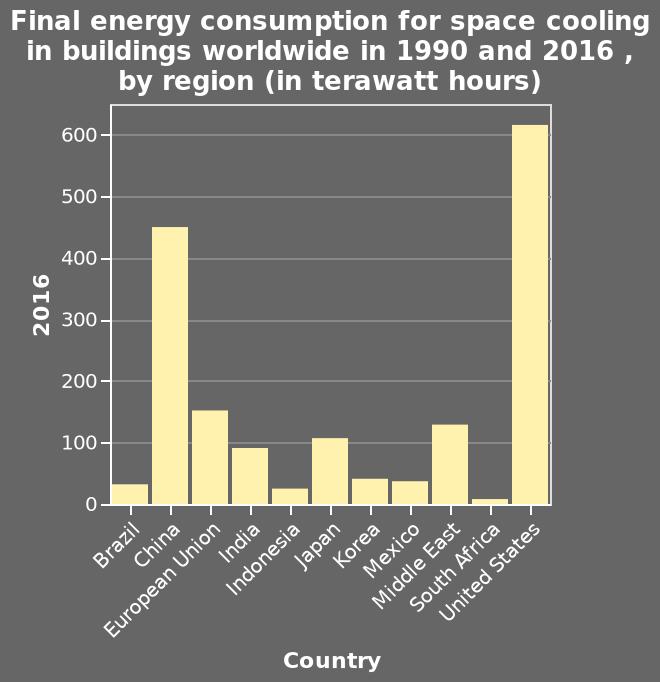 Final energy consumption for space cooling
in buildings worldwide in 1990 and 2016 ,
by region (in terawatt hours)
600
500
400
300
200
100
0
2016
Brazil
China
European Union
India
Indonesia
Japan
Korea
Mexico
Middle East
South Africa
United States
Country